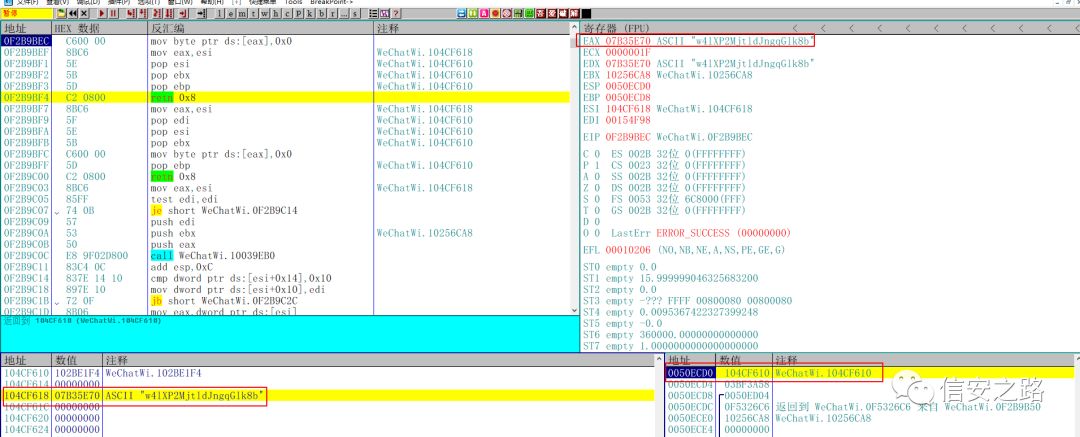 文件(F) 查看(V) 调试(D) 插件(P) 选项(T) 窗口(W) 帮助(H) [+] 快捷菜单 Tools BreakPoint->
暂停
l e m t w h c P k b r ... s
地址 HEX 数据 反汇编 注释
0F2B9BEC C600 00 mov byte ptr ds:[eax],0x0 WeChatWi.104CF618
0F2B9BEF 8BC6 mov eax,esi WeChatWi.104CF618
0F2B9BF1 5E pop esi WeChatWi.104CF610
0F2B9BF2 5B pop ebx WeChatWi.104CF610
0F2B9BF3 5D pop ebp WeChatWi.104CF610
0F2B9BF4 C2 0800 retn 0x8
0F2B9BF7 8BC6 mov eax,esi WeChatWi.104CF618
0F2B9BF9 5F pop edi WeChatWi.104CF610
0F2B9BFA 5E pop esi WeChatWi.104CF610
0F2B9BFB 5B pop ebx WeChatWi.104CF610
0F2B9BFC C600 00 mov byte ptr ds:[eax],0x0
0F2B9BFF 5D pop ebp WeChatWi.104CF610
0F2B9C00 C2 0800 retn 0x8
0F2B9C03 8BC6 mov eax,esi WeChatWi.104CF618
0F2B9C05 85FF test edi,edi
0F2B9C07 74 0B je short WeChatWi.0F2B9C14
0F2B9C09 57 push edi
0F2B9C0A 53 push ebx WeChatWi.10256CA8
0F2B9C0B 50 push eax
0F2B9C0C E8 9F02D800 call WeChatWi.10039EB0
0F2B9C11 83C4 0C add esp,0xC
0F2B9C14 837E 14 10 cmp dword ptr ds:[esi+0x14],0x10
0F2B9C18 897E 10 mov dword ptr ds:[esi+0x10],edi
0F2B9C1B 72 0F jb short WeChatWi.0F2B9C2C
0F2B9C1D 8B06 mov eax,dword ptr ds:[esi]
返回到 104CF610 (WeChatWi.104CF610)
寄存器 (FPU)
EAX 07B35E70 ASCII "w4lXP2MjtldJngqGlk8b"
ECX 0000001F
EDX 07B35E70 ASCII "w4lXP2MjtldJngqGlk8b"
EBX 10256CA8 WeChatWi.10256CA8
ESP 0050ECD0
EBP 0050ECD8
ESI 104CF618 WeChatWi.104CF618
EDI 00154F98
EIP 0F2B9BEC WeChatWi.0F2B9BEC
C 0 ES 002B 32位 0(FFFFFFFF)
P 1 CS 0023 32位 0(FFFFFFFF)
A 0 SS 002B 32位 0(FFFFFFFF)
Z 0 DS 002B 32位 0(FFFFFFFF)
S 0 FS 0053 32位 6C8000(FFF)
T 0 GS 002B 32位 0(FFFFFFFF)
D 0
O 0 LastErr ERROR_SUCCESS (00000000)
EFL 00010206 (NO,NB,NE,A,NS,PE,GE,G)
ST0 empty 0.0
ST1 empty 15.999999046325683200
ST2 empty 0.0
ST3 empty -??? FFFF 00800080 00800080
ST4 empty 0.0095367422327399248
ST5 empty -0.0
ST6 empty 360000.00000000000000
ST7 empty 1.0000000000000000000
地址 数值 注释
104CF610 102BE1F4 WeChatWi.102BE1F4
104CF614 00000000
104CF618 07B35E70 ASCII "w4lXP2MjtldJngqGlk8b"
104CF61C 00000000
104CF620 00000000
104CF624 00000000
地址 数值 注释
0050ECD0 104CF610 WeChatWi.104CF610
0050ECD4 03BF3A58
0050ECD8 0050ED04
0050ECDC 0F5326C6 返回到 WeChatWi.0F5326C6 来自 WeChatWi.0F2B9B50
0050ECE0 10256CA8 WeChatWi.10256CA8
0050ECE4 00000000
信安之路